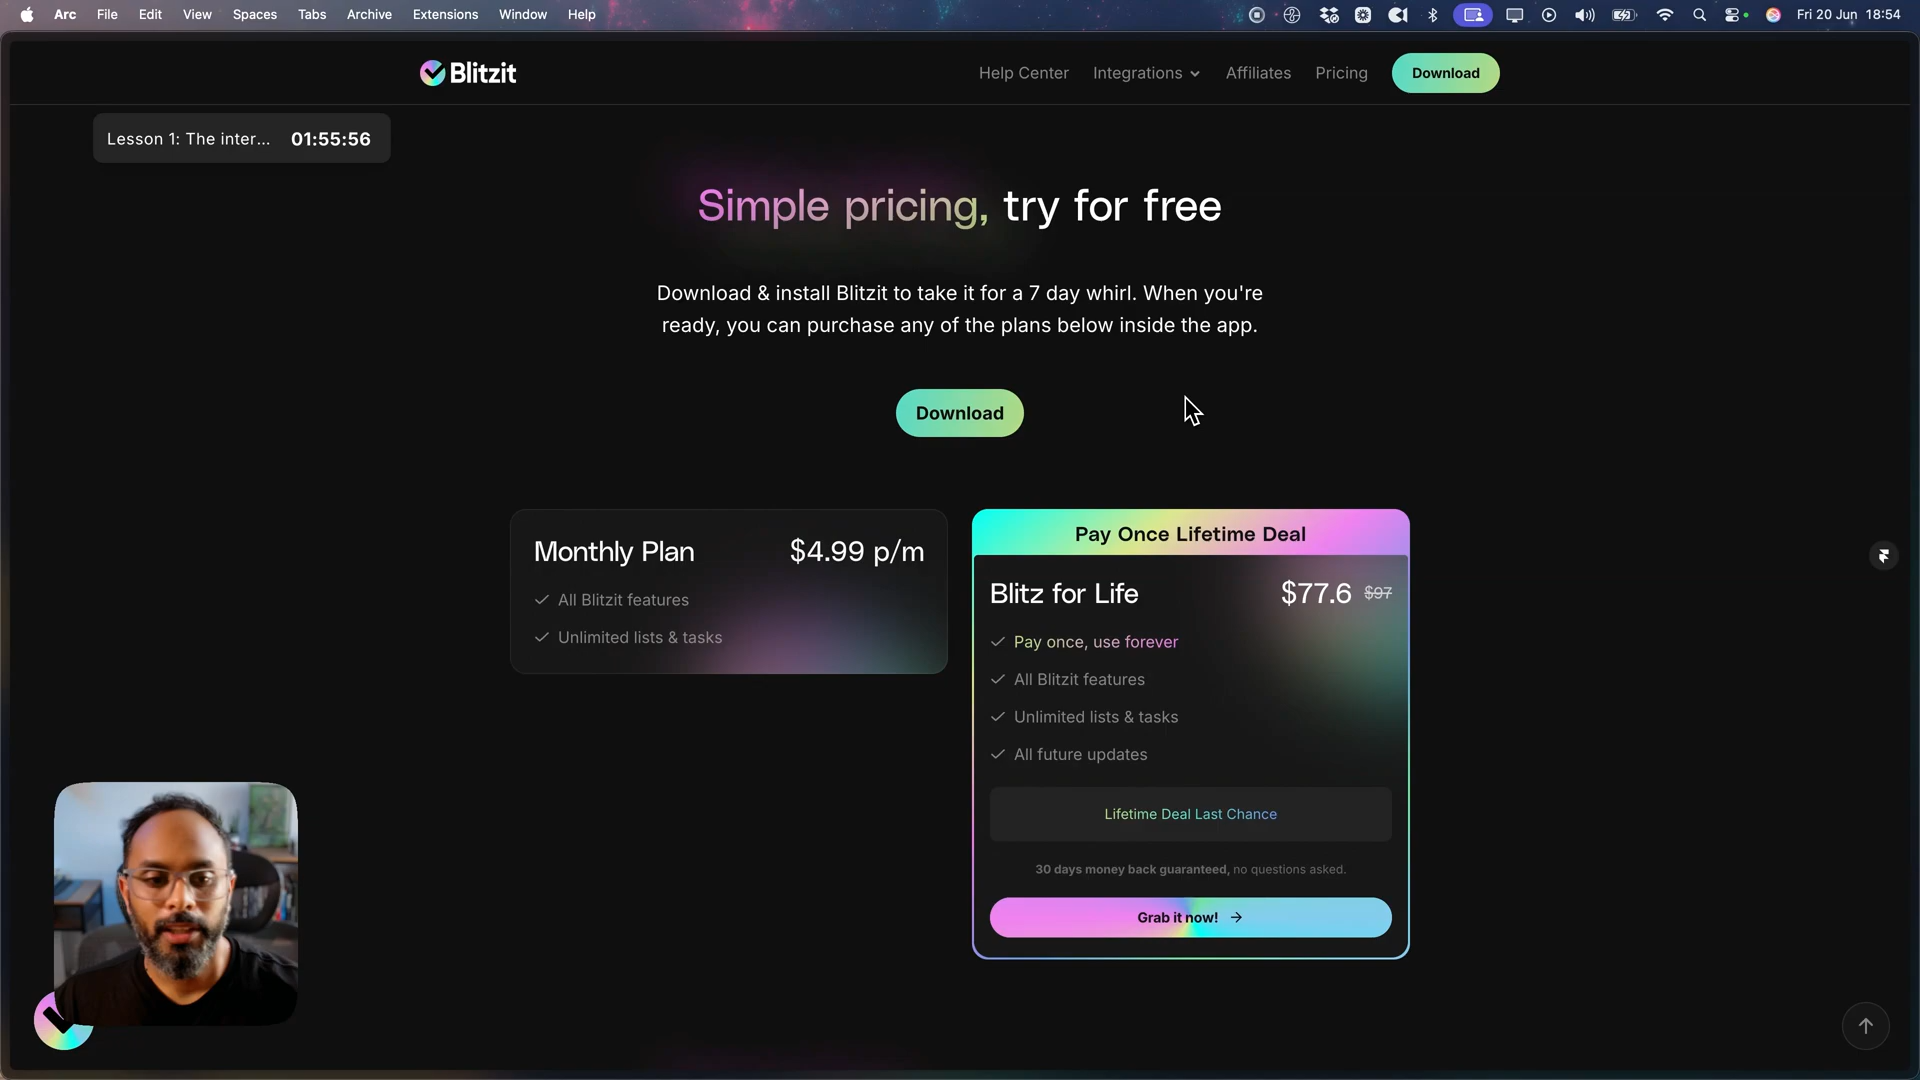 Arc File Edit View Spaces Tabs Archive Extensions Window Help Fri 20 Jun 18:54
Blitzit Help Center Integrations Affiliates Pricing Download
Lesson 1: The inter... 01:55:56
Simple pricing, try for free
Download & install Blitzit to take it for a 7 day whirl. When you're
ready, you can purchase any of the plans below inside the app.
Download
Monthly Plan $4.99 p/m
All Blitzit features
Unlimited lists & tasks
Pay Once Lifetime Deal
Blitz for Life $77.6 $97
Pay once, use forever
All Blitzit features
Unlimited lists & tasks
All future updates
Lifetime Deal Last Chance
30 days money back guaranteed, no questions asked.
Grab it now!